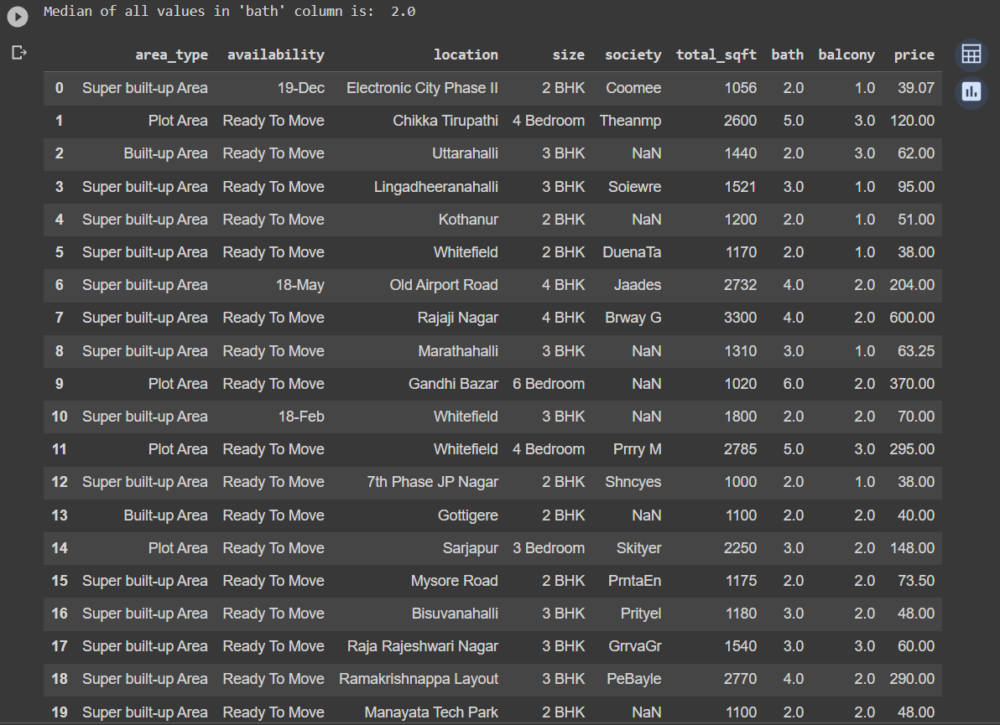 Median of all values in 'bath' column is:  2.0
area_type availability location size society total_sqft bath balcony price
0 Super built-up Area 19-Dec Electronic City Phase II 2 BHK Coomee 1056 2.0 1.0 39.07
1 Plot Area Ready To Move Chikka Tirupathi 4 Bedroom Theanmp 2600 5.0 3.0 120.00
2 Built-up Area Ready To Move Uttarahalli 3 BHK NaN 1440 2.0 3.0 62.00
3 Super built-up Area Ready To Move Lingadheeranahalli 3 BHK Soiewre 1521 3.0 1.0 95.00
4 Super built-up Area Ready To Move Kothanur 2 BHK NaN 1200 2.0 1.0 51.00
5 Super built-up Area Ready To Move Whitefield 2 BHK DuenaTa 1170 2.0 1.0 38.00
6 Super built-up Area 18-May Old Airport Road 4 BHK Jaades 2732 4.0 2.0 204.00
7 Super built-up Area Ready To Move Rajaji Nagar 4 BHK Brway G 3300 4.0 2.0 600.00
8 Super built-up Area Ready To Move Marathahalli 3 BHK NaN 1310 3.0 1.0 63.25
9 Plot Area Ready To Move Gandhi Bazar 6 Bedroom NaN 1020 6.0 2.0 370.00
10 Super built-up Area 18-Feb Whitefield 3 BHK NaN 1800 2.0 2.0 70.00
11 Plot Area Ready To Move Whitefield 4 Bedroom Prrry M 2785 5.0 3.0 295.00
12 Super built-up Area Ready To Move 7th Phase JP Nagar 2 BHK Shncyes 1000 2.0 1.0 38.00
13 Built-up Area Ready To Move Gottigere 2 BHK NaN 1100 2.0 2.0 40.00
14 Plot Area Ready To Move Sarjapur 3 Bedroom Skityer 2250 3.0 2.0 148.00
15 Super built-up Area Ready To Move Mysore Road 2 BHK PrntaEn 1175 2.0 2.0 73.50
16 Super built-up Area Ready To Move Bisuvanahalli 3 BHK Prityel 1180 3.0 2.0 48.00
17 Super built-up Area Ready To Move Raja Rajeshwari Nagar 3 BHK GrrvaGr 1540 3.0 3.0 60.00
18 Super built-up Area Ready To Move Ramakrishnappa Layout 3 BHK PeBayle 2770 4.0 2.0 290.00
19 Super built-up Area Ready To Move Manayata Tech Park 2 BHK NaN 1100 2.0 2.0 48.00